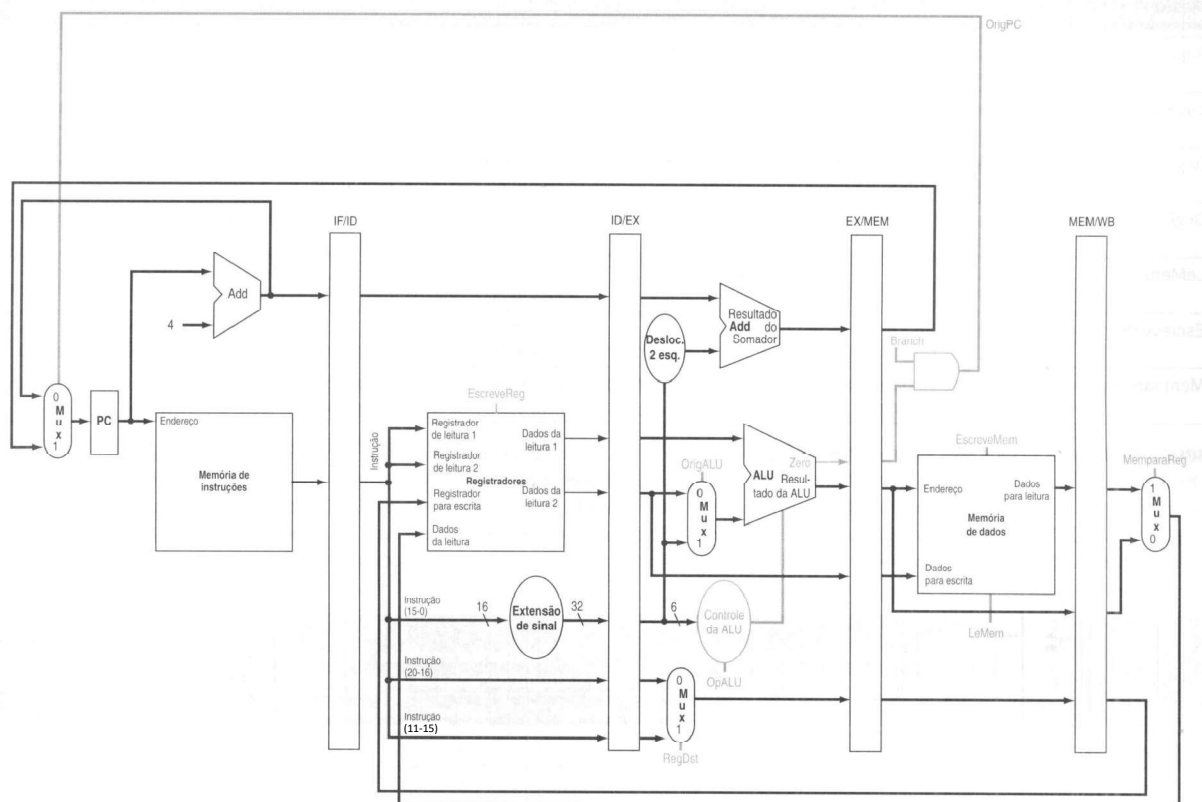 OrigPC
IF/ID
ID/EX
EX/MEM
MEM/WB
Add
4
Resultado
Add do
Somador
Desloc.
2 esq.
Branch
0
M
u
x
1
PC
Endereço
Memória de
instruções
Instrução
EscreveReg
Registrador
de leitura 1
Registrador
de leitura 2
Registradores
Registrador
para escrita
Dados
da leitura
Dados da
leitura 1
Dados da
leitura 2
OrigALU
0
M
u
x
1
Zero
ALU Resul-
tado da ALU
EscreveMem
Endereço
Dados
para leitura
Memória
de dados
Dados
para escrita
LeMem
MemparaReg
1
M
u
x
0
Instrução
(15-0)
16
Extensão
de sinal
32
6
Controle
da ALU
OpALU
Instrução
(20-16)
Instrução
(11-15)
0
M
u
x
1
RegDst